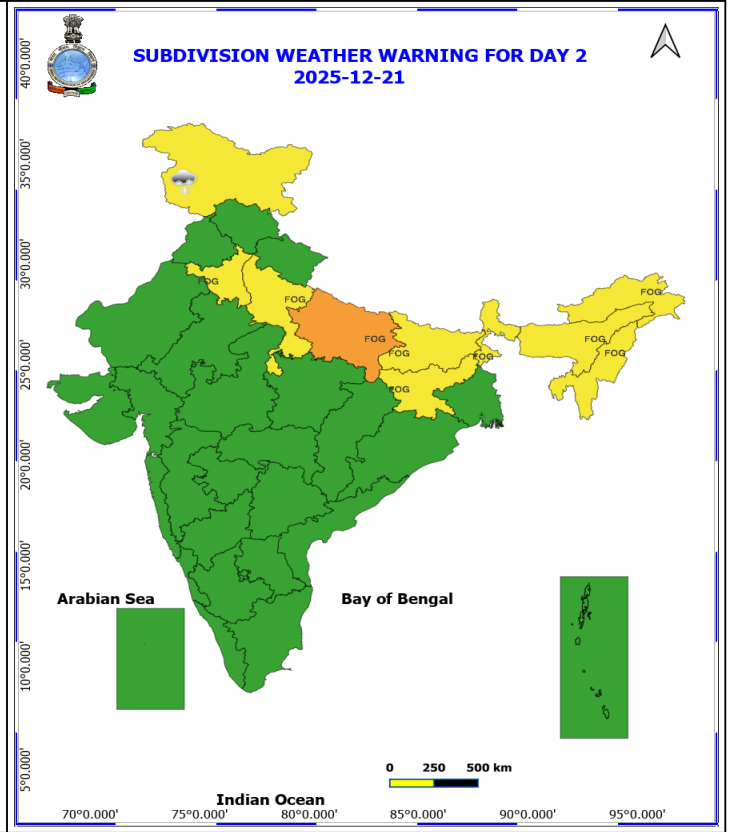 SUBDIVISION WEATHER WARNING FOR DAY 2
2025-12-21
40°0.000'
35°0.000'
30°0.000'
FOG
FOG
FOG
FOG
FOG
FOG
FOG
FOG
FOG
25°0.000'
20°0.000'
15°0.000'
Arabian Sea
Bay of Bengal
10°0.000'
5°0.000'
0 250 500 km
Indian Ocean
70°0.000' 75°0.000' 80°0.000' 85°0.000' 90°0.000' 95°0.000'